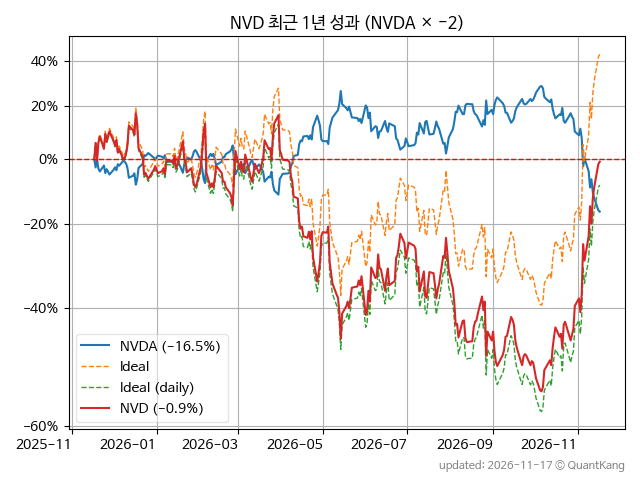 NVD 최근 1년 성과 (NVDA × −2)
40%
20%
0%
−20%
−40%
−60%
NVDA (−16.5%)
Ideal
Ideal (daily)
NVD (−0.9%)
2025-11
2026-01
2026-03
2026-05
2026-07
2026-09
2026-11
updated: 2026-11-17 © QuantKang